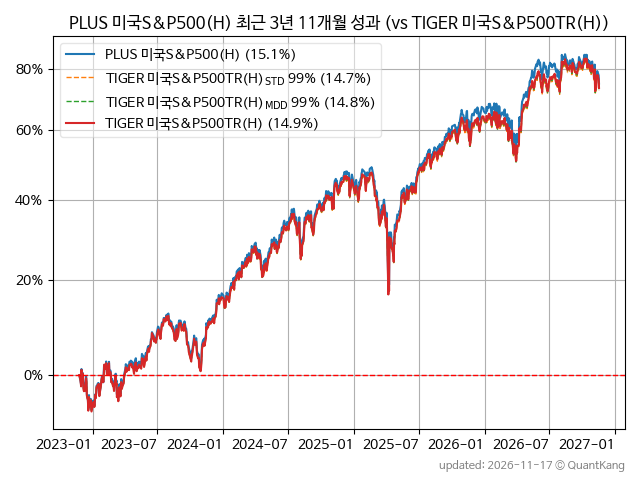 PLUS 미국S&P500(H) 최근 3년 11개월 성과 (vs TIGER 미국S&P500TR(H))
PLUS 미국S&P500(H) (15.1%)
TIGER 미국S&P500TR(H) STD 99% (14.7%)
TIGER 미국S&P500TR(H) MDD 99% (14.8%)
TIGER 미국S&P500TR(H) (14.9%)
80%
60%
40%
20%
0%
2023-01 2023-07 2024-01 2024-07 2025-01 2025-07 2026-01 2026-07 2027-01
updated: 2026-11-17 © QuantKang